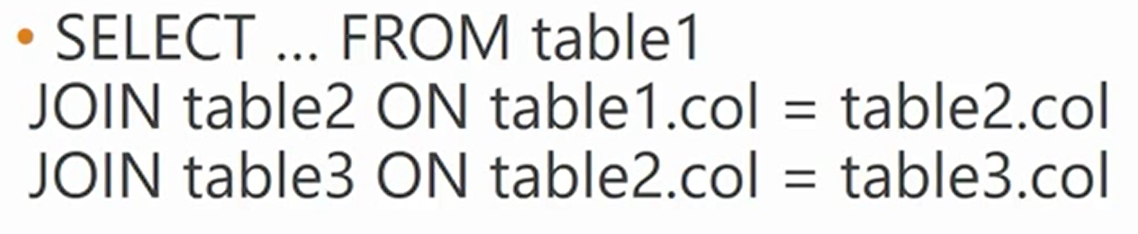 • SELECT ... FROM table1
JOIN table2 ON table1.col = table2.col
JOIN table3 ON table2.col = table3.col